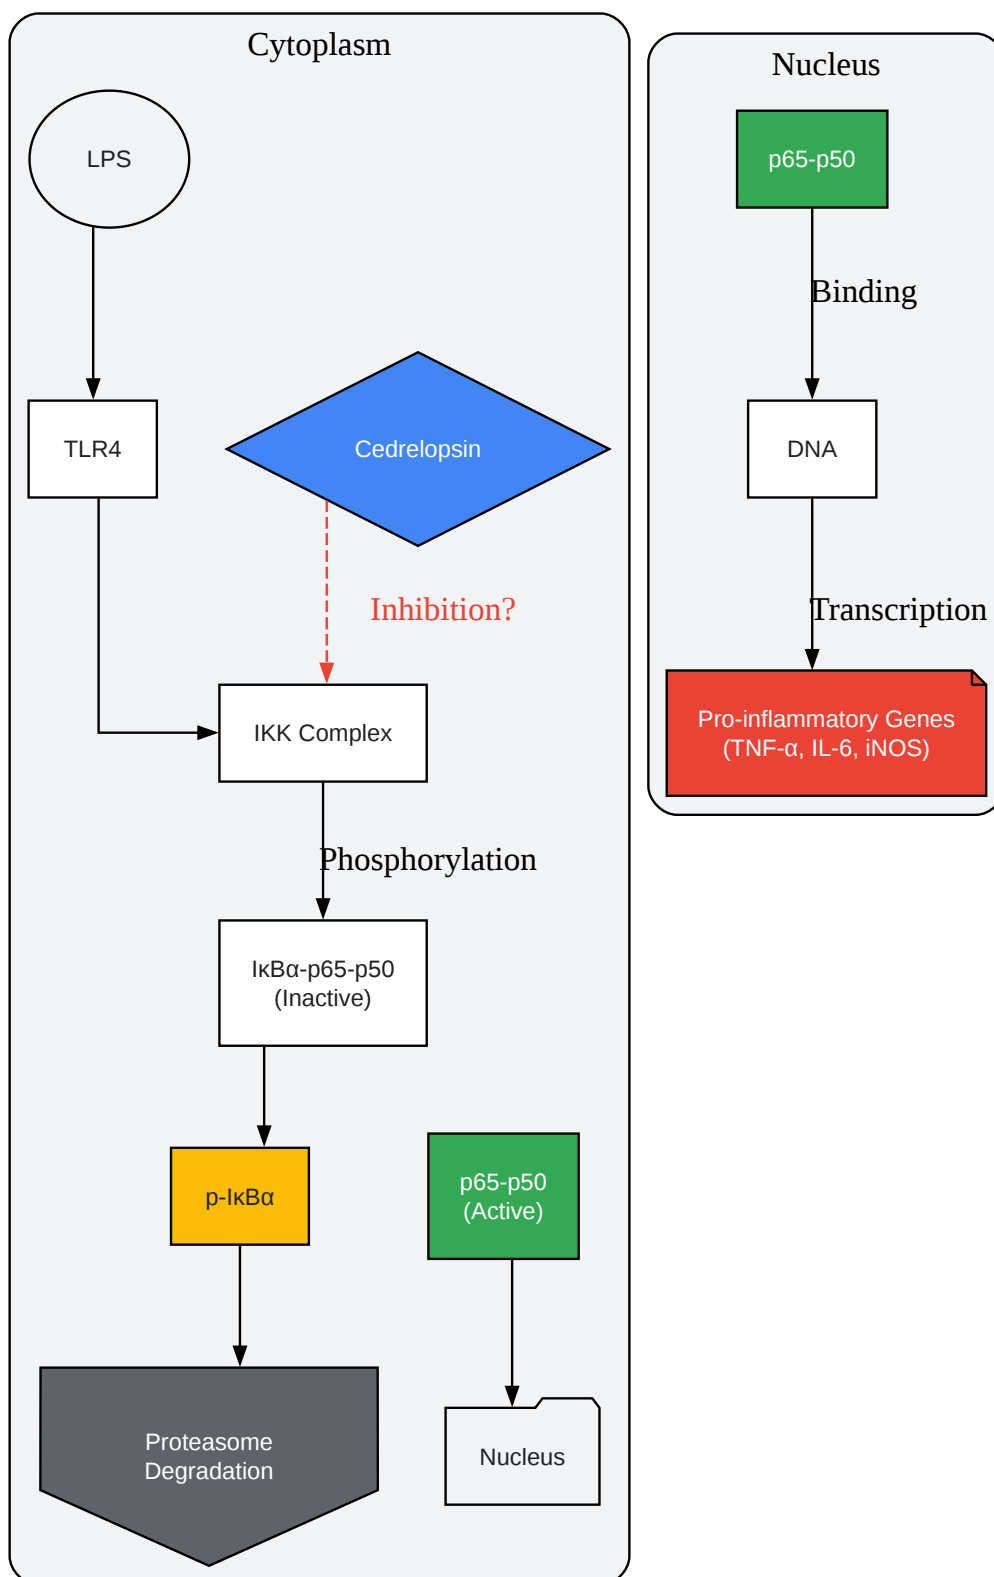 Cytoplasm
LPS
TLR4
Cedrelopsin
Inhibition?
IKK Complex
Phosphorylation
IκBα-p65-p50
(Inactive)
p-IκBα
p65-p50
(Active)
Proteasome
Degradation
Nucleus
Nucleus
p65-p50
Binding
DNA
Transcription
Pro-inflammatory Genes
(TNF-α, IL-6, iNOS)